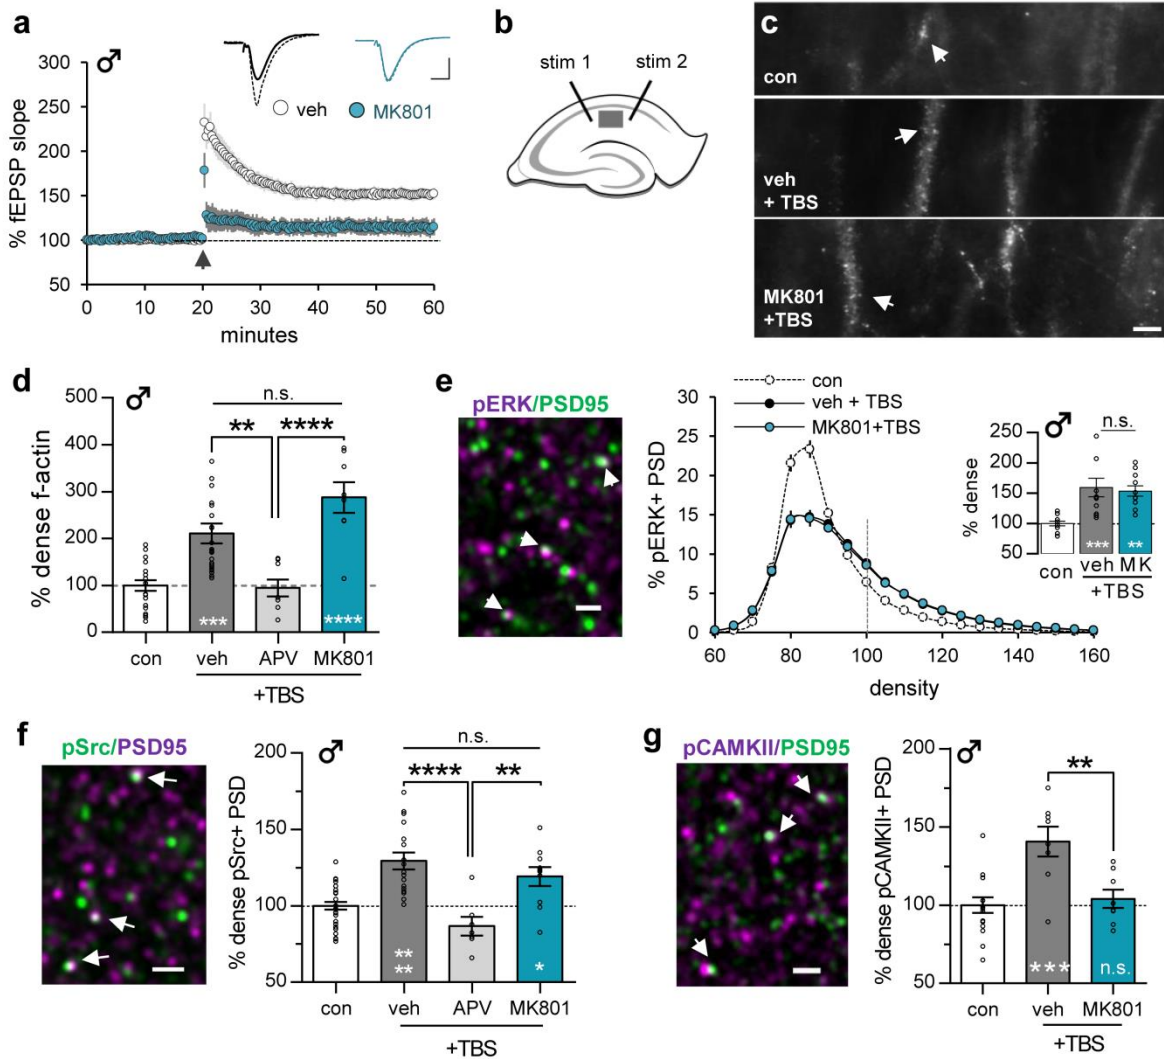 a
♂
veh
MK801
% fEPSP slope
300
250
200
150
100
50
0
10
20
30
40
50
60
minutes
b
stim 1
stim 2
c
con
veh
+ TBS
MK801
+TBS
d
♂
% dense f-actin
500
400
300
200
100
0
n.s.
**
****
***
****
con
veh
APV
MK801
+TBS
e
pERK/PSD95
con
veh + TBS
MK801+TBS
% pERK+ PSD
30
25
20
15
10
5
0
60
80
100
120
140
160
density
♂
n.s.
% dense
250
200
150
100
50
***
**
con
veh
MK
+TBS
f
pSrc/PSD95
♂
% dense pSrc+ PSD
200
150
100
50
n.s.
****
**
**
**
*
con
veh
APV
MK801
+TBS
g
pCAMKII/PSD95
♂
% dense pCAMKII+ PSD
200
150
100
50
**
***
n.s.
con
veh
MK801
+TBS